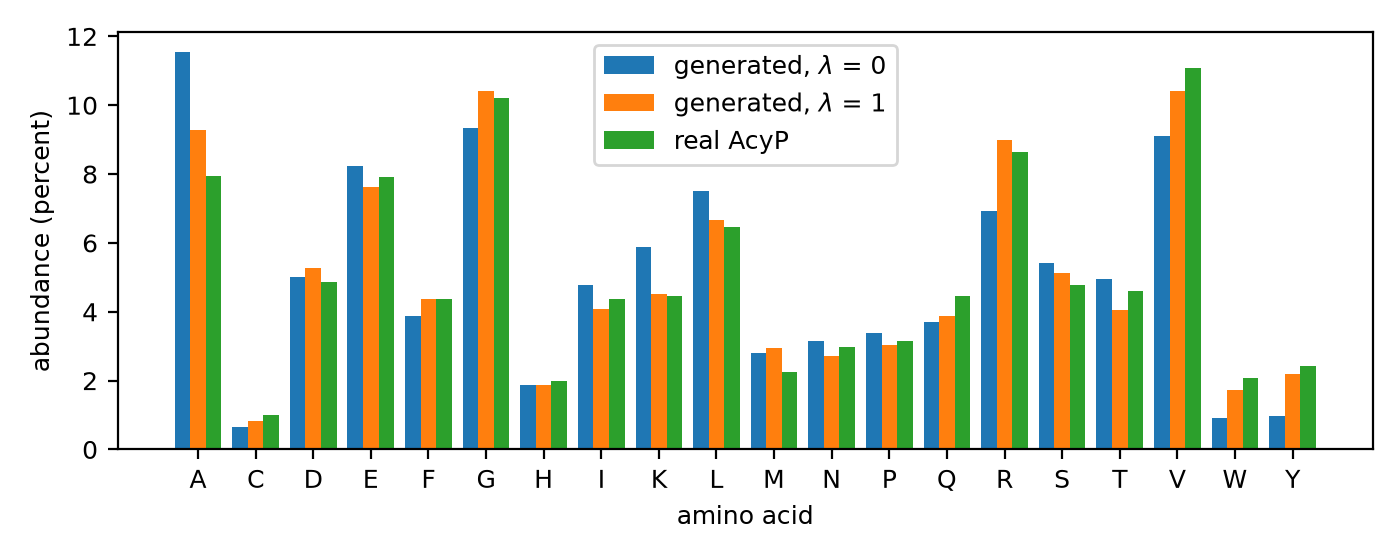 abundance (percent)
12
10
8
6
4
2
0
generated, λ = 0
generated, λ = 1
real AcyP
A C D E F G H I K L M N P Q R S T V W Y
amino acid